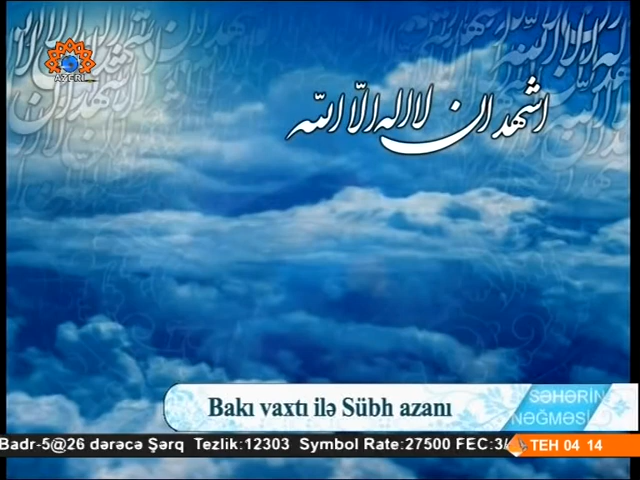 AZERI
اشهد ان لا اله الّا الله
Bakı vaxtı ilə Sübh azanı
SƏHƏRİN
NƏĞMƏSİ
Badr-5@26 dərəcə Şərq Tezlik:12303 Symbol Rate:27500 FEC:3/
TEH 04 14